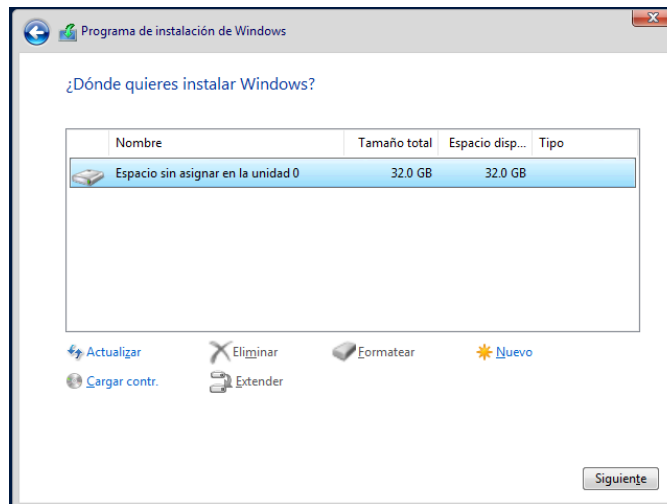 Programa de instalación de Windows
¿Dónde quieres instalar Windows?
Nombre Tamaño total Espacio disp... Tipo
Espacio sin asignar en la unidad 0 32.0 GB 32.0 GB
Actualizar Eliminar Formatear Nuevo
Cargar contr. Extender
Siguiente